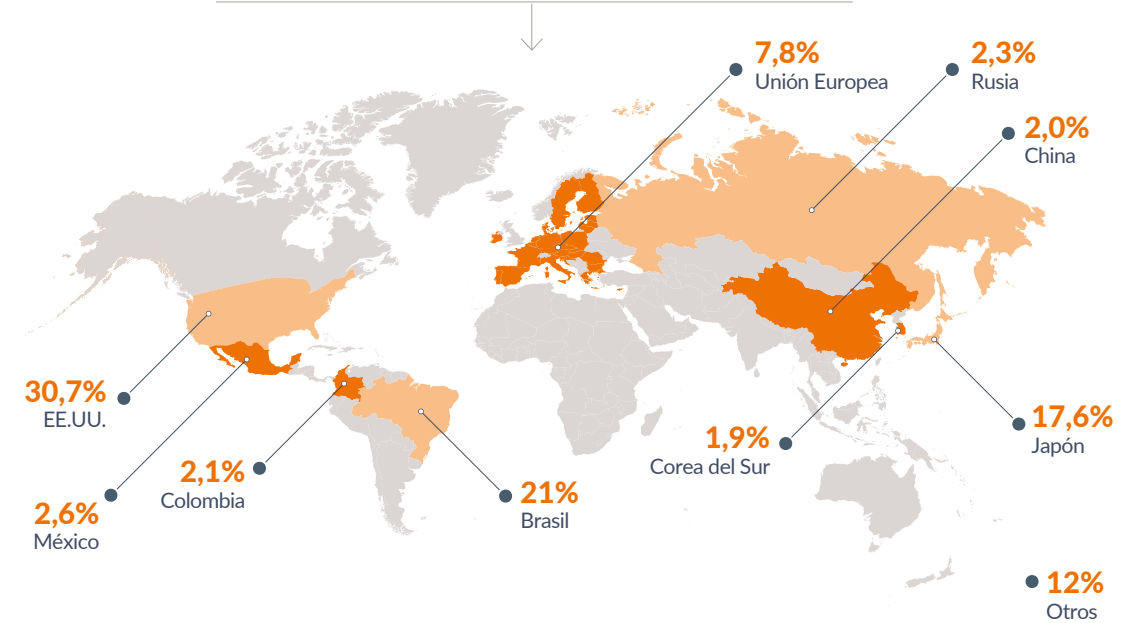 7,8%
Unión Europea
2,3%
Rusia
2,0%
China
30,7%
EE.UU.
2,6%
México
2,1%
Colombia
21%
Brasil
1,9%
Corea del Sur
17,6%
Japón
12%
Otros